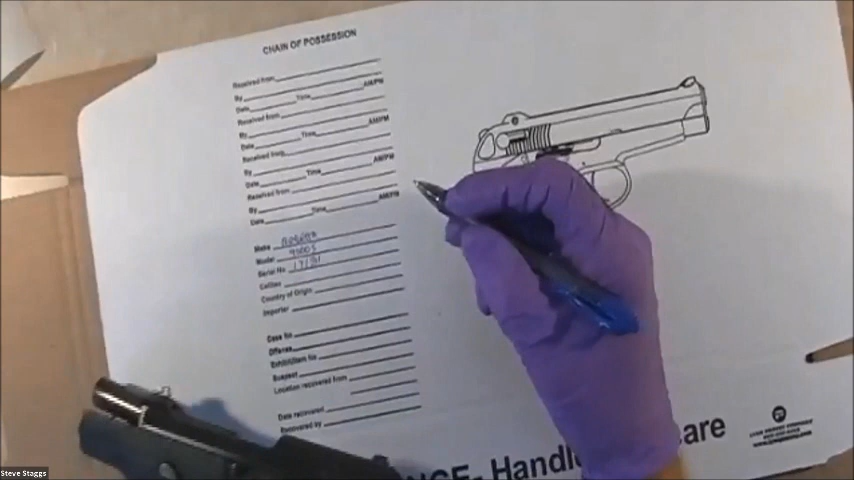 CHAIN OF POSSESSION
Received from
By
Date Time AM/PM
Received from
By
Date Time AM/PM
Received from
By
Date Time AM/PM
Received from
By
Date Time AM/PM
Make
Model
Serial No.
Caliber
Country of Origin
Importer
Case No
Offense
Exhibit/Item No
Suspect
Location recovered from
Date recovered
Recovered by
NCE- Handl are
Steve Staggs